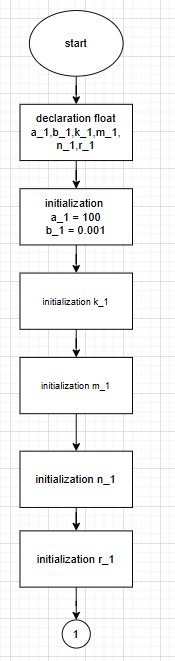 start
declaration float
a_1,b_1,k_1,m_1,
n_1,r_1
initialization
a_1 = 100
b_1 = 0.001
initialization k_1
initialization m_1
initialization n_1
initialization r_1
1